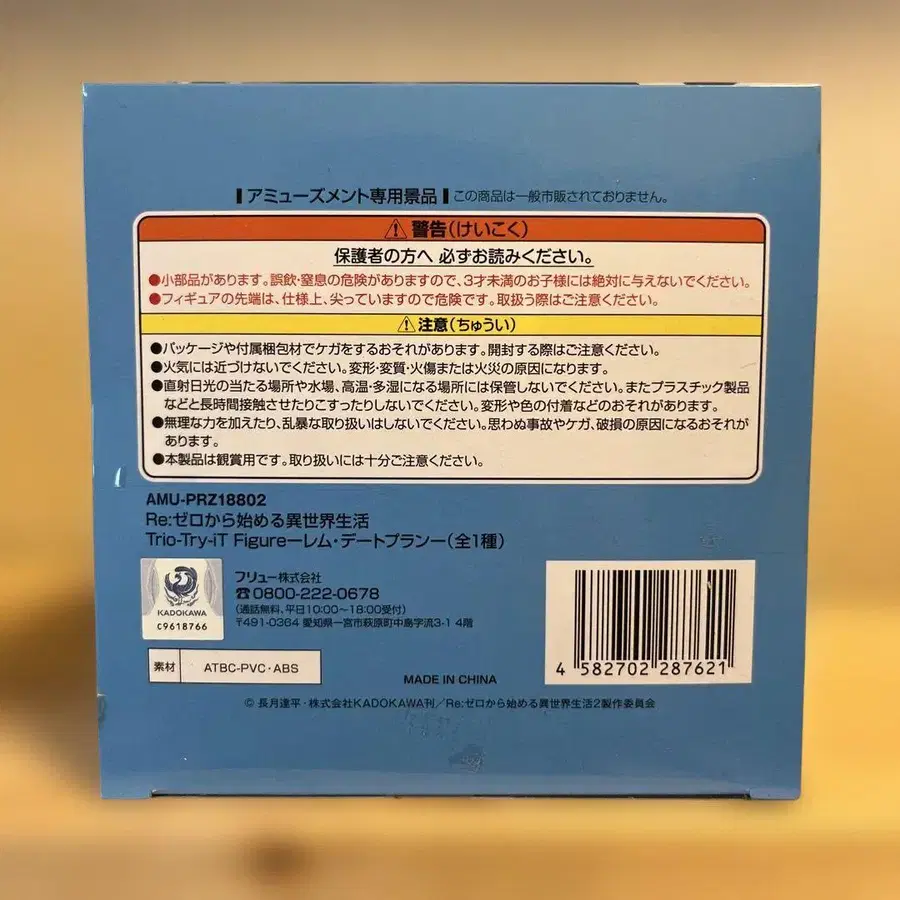 アミューズメント専用景品 この商品は一般市販されておりません。
警告(けいこく)
保護者の方へ 必ずお読みください。
●小部品があります。誤飲・窒息の危険がありますので、3才未満のお子様には絶対に与えないでください。
●フィギュアの先端は、仕様上、尖っていますので危険です。取扱う際はご注意ください。
注意(ちゅうい)
●パッケージや付属梱包材でケガをするおそれがあります。開封する際はご注意ください。
●火気には近づけないでください。変形・変質・火傷または火災の原因になります。
●直射日光の当たる場所や水場、高温・多湿になる場所には保管しないでください。またプラスチック製品
などと長時間接触させたりこすったりしないでください。変形や色の付着などのおそれがあります。
●無理な力を加えたり、乱暴な取り扱いはしないでください。思わぬ事故やケガ、破損の原因になるおそれが
あります。
●本製品は観賞用です。取り扱いには十分ご注意ください。
AMU-PRZ18802
Re:ゼロから始める異世界生活
Trio-Try-iT Figureーレム・デートプランー(全1種)
フリュー株式会社
☎0800-222-0678
(通話無料、平日10:00〜18:00受付)
〒491-0364 愛知県一宮市萩原町中島字流3-1 4階
KADOKAWA
C9618766
素材 ATBC-PVC・ABS
4 582702 287621
MADE IN CHINA
© 長月達平・株式会社KADOKAWA刊/Re:ゼロから始める異世界生活2製作委員会